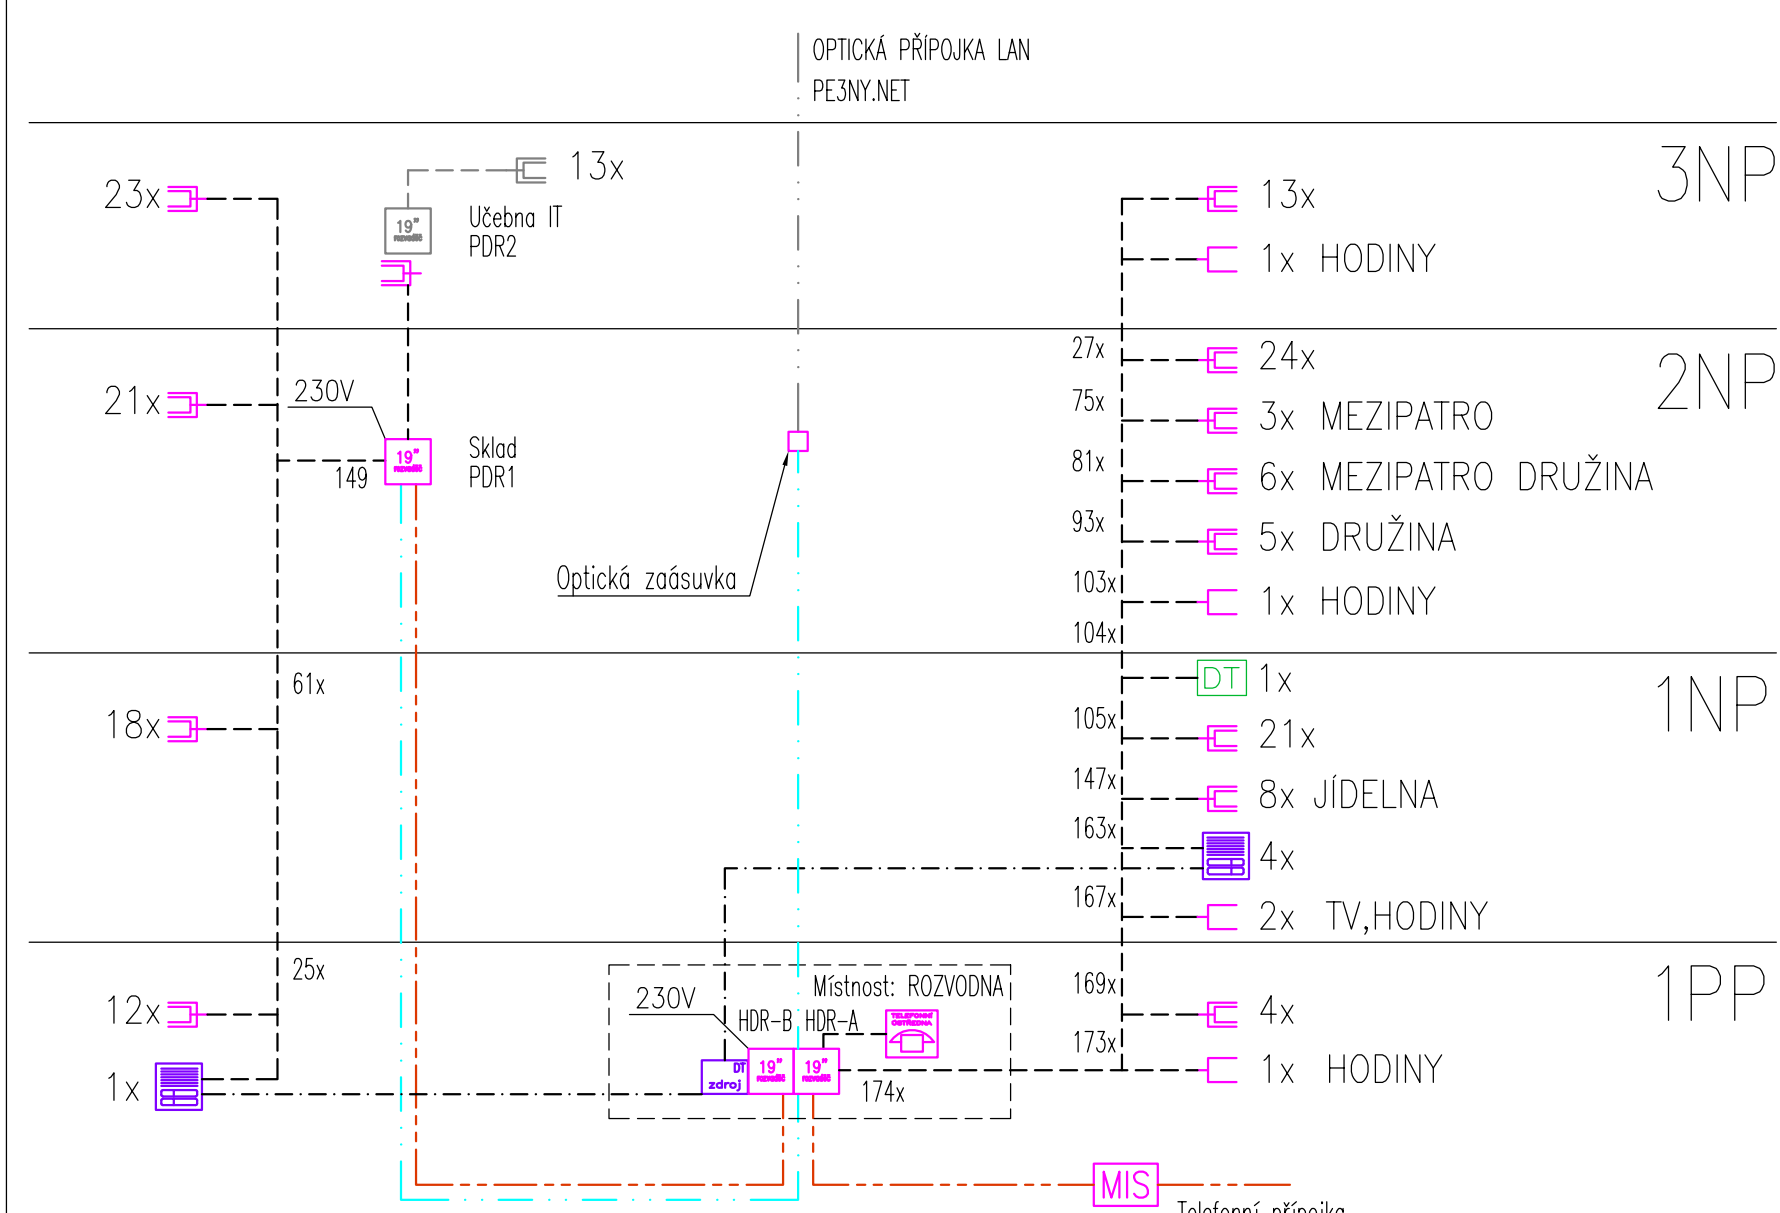 OPTICKÁ PŘÍPOJKA LAN
PE3NY.NET
3NP
23x
13x
19"
Učebna IT
PDR2
13x
1x HODINY
2NP
21x
230V
19"
Sklad
PDR1
149
Optická zaásuvka
27x
24x
75x
3x MEZIPATRO
81x
6x MEZIPATRO DRUŽINA
93x
5x DRUŽINA
103x
1x HODINY
104x
1NP
61x
18x
DT 1x
105x
21x
147x
8x JÍDELNA
163x
4x
167x
2x TV,HODINY
1PP
25x
12x
1x
Místnost: ROZVODNA
230V
HDR-B HDR-A
TELEFONNÍ
ÚSTŘEDNA
DT
zdroj
19"
19"
174x
169x
4x
173x
1x HODINY
MIS
Telefonní přípojka